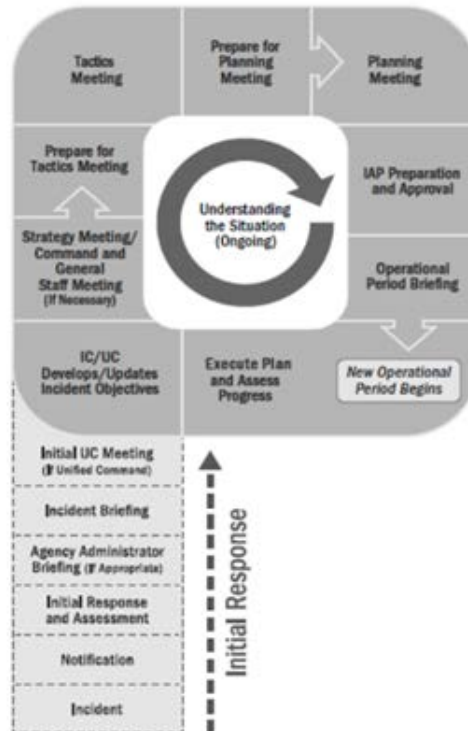 Tactics
Meeting
Prepare for
Planning
Meeting
Planning
Meeting
Prepare for
Tactics Meeting
Understanding
the Situation
(Ongoing)
IAP Preparation
and Approval
Strategy Meeting/
Command and
General
Staff Meeting
(If Necessary)
Operational
Period Briefing
IC/UC
Develops/Updates
Incident Objectives
Execute Plan
and Assess
Progress
New Operational
Period Begins
Initial UC Meeting
(If Unified Command)
Incident Briefing
Agency Administrator
Briefing (If Appropriate)
Initial Response
and Assessment
Notification
Incident
Initial Response